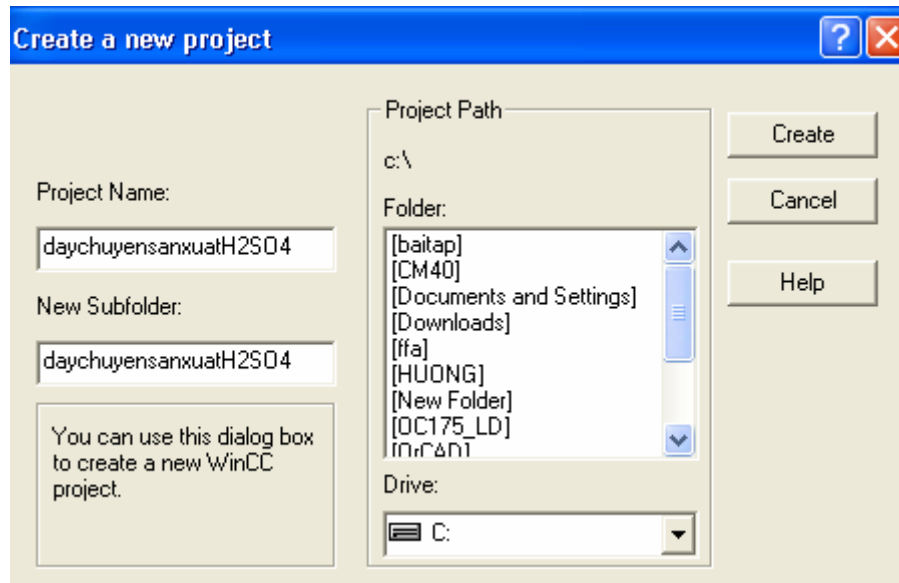 Create a new project
Project Name:
daychuyensanxuatH2SO4
New Subfolder:
daychuyensanxuatH2SO4
You can use this dialog box
to create a new WinCC
project.
Project Path
c:\
Folder:
[baitap]
[CM40]
[Documents and Settings]
[Downloads]
[ffa]
[HUONG]
[New Folder]
[OC175_LD]
[OrCAD]
Drive:
C:
Create
Cancel
Help